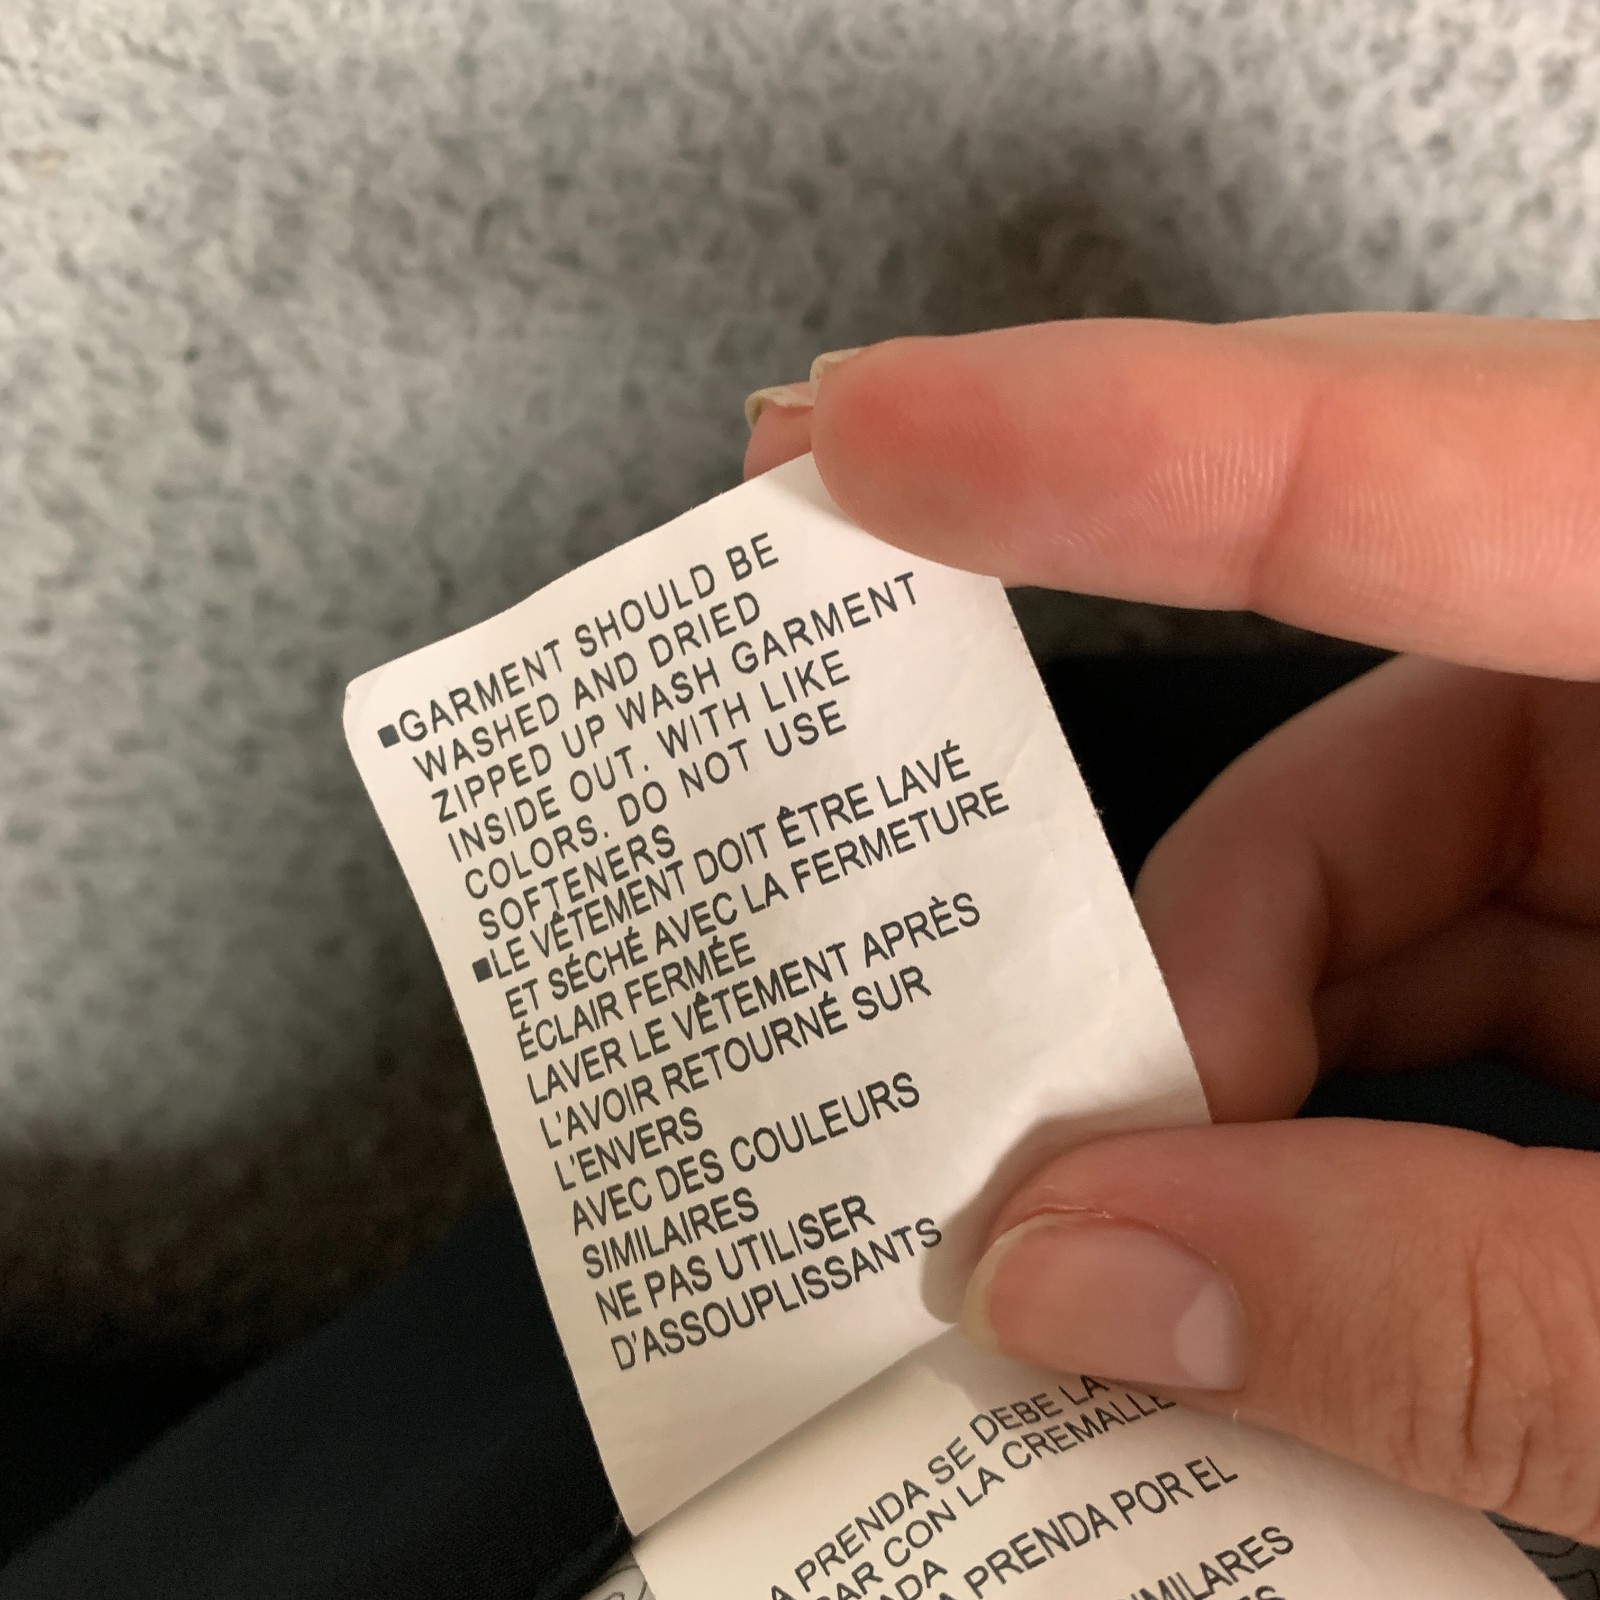 ■GARMENT SHOULD BE
WASHED AND DRIED
ZIPPED UP WASH GARMENT
INSIDE OUT. WITH LIKE
COLORS. DO NOT USE
SOFTENERS
■LE VÊTEMENT DOIT ÊTRE LAVÉ
ET SÉCHÉ AVEC LA FERMETURE
ÉCLAIR FERMÉE
LAVER LE VÊTEMENT APRÈS
L'AVOIR RETOURNÉ SUR
L'ENVERS
AVEC DES COULEURS
SIMILAIRES
NE PAS UTILISER
D'ASSOUPLISSANTS
PRENDA SE DEBE
CON LA
PRENDA POR EL